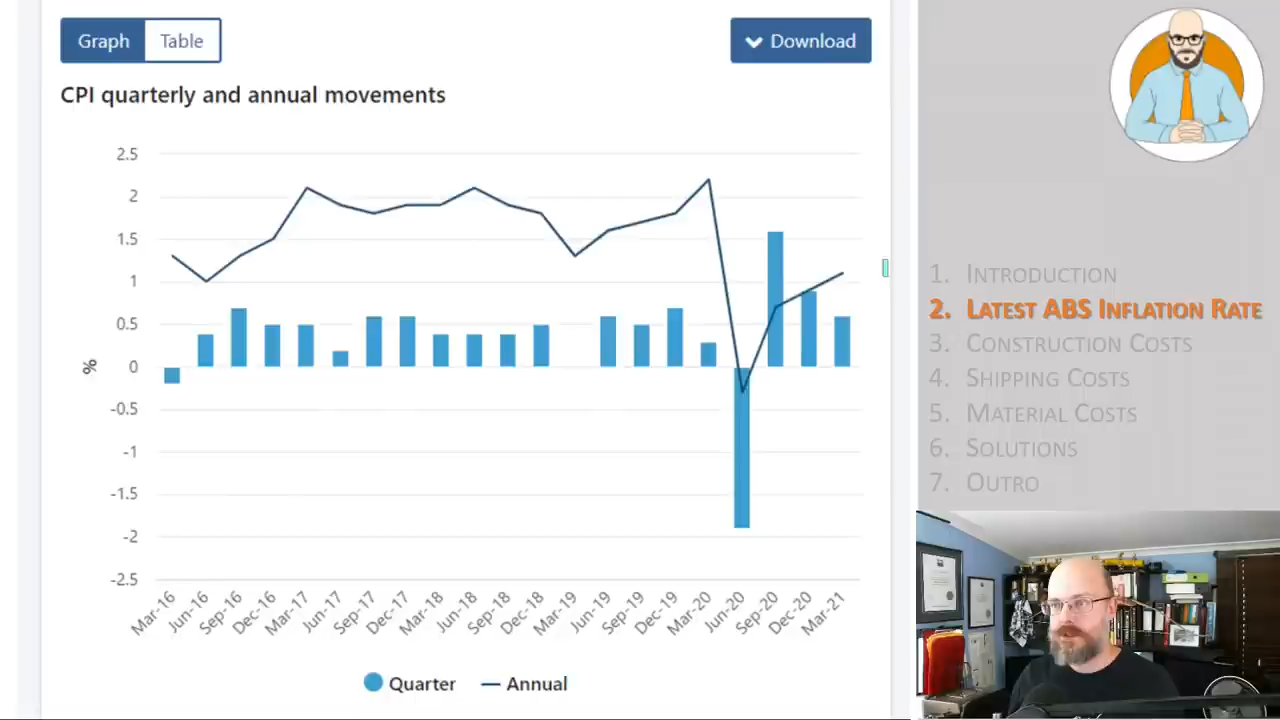 Graph
Table
Download
CPI quarterly and annual movements
2.5
2
1.5
1
0.5
0
-0.5
-1
-1.5
-2
-2.5
%
Mar-16
Jun-16
Sep-16
Dec-16
Mar-17
Jun-17
Sep-17
Dec-17
Mar-18
Jun-18
Sep-18
Dec-18
Mar-19
Jun-19
Sep-19
Dec-19
Mar-20
Jun-20
Sep-20
Dec-20
Mar-21
Quarter
Annual
1. Introduction
2. Latest ABS Inflation Rate
3. Construction Costs
4. Shipping Costs
5. Material Costs
6. Solutions
7. Outro